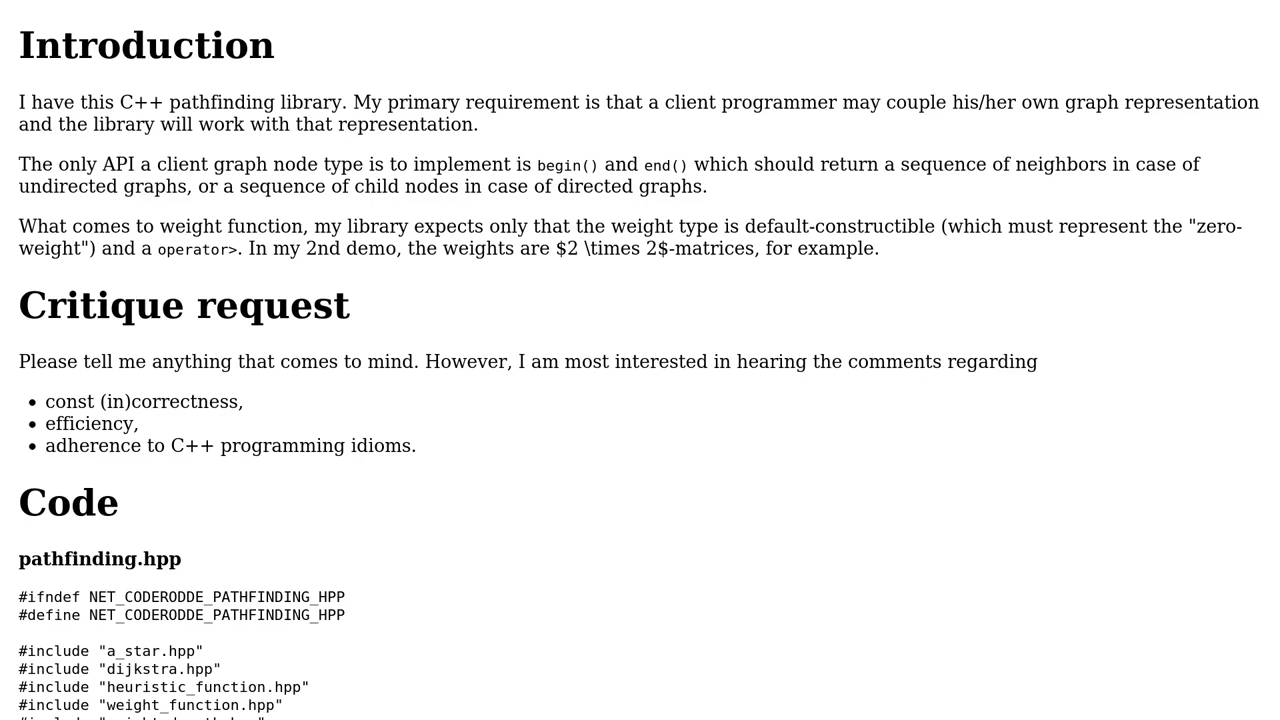 Introduction
I have this C++ pathfinding library. My primary requirement is that a client programmer may couple his/her own graph representation
and the library will work with that representation.
The only API a client graph node type is to implement is begin() and end() which should return a sequence of neighbors in case of
undirected graphs, or a sequence of child nodes in case of directed graphs.
What comes to weight function, my library expects only that the weight type is default-constructible (which must represent the "zero-
weight") and a operator>. In my 2nd demo, the weights are $2 \times 2$-matrices, for example.
Critique request
Please tell me anything that comes to mind. However, I am most interested in hearing the comments regarding
• const (in)correctness,
• efficiency,
• adherence to C++ programming idioms.
Code
pathfinding.hpp
#ifndef NET_CODERODDE_PATHFINDING_HPP
#define NET_CODERODDE_PATHFINDING_HPP
#include "a_star.hpp"
#include "dijkstra.hpp"
#include "heuristic_function.hpp"
#include "weight_function.hpp"